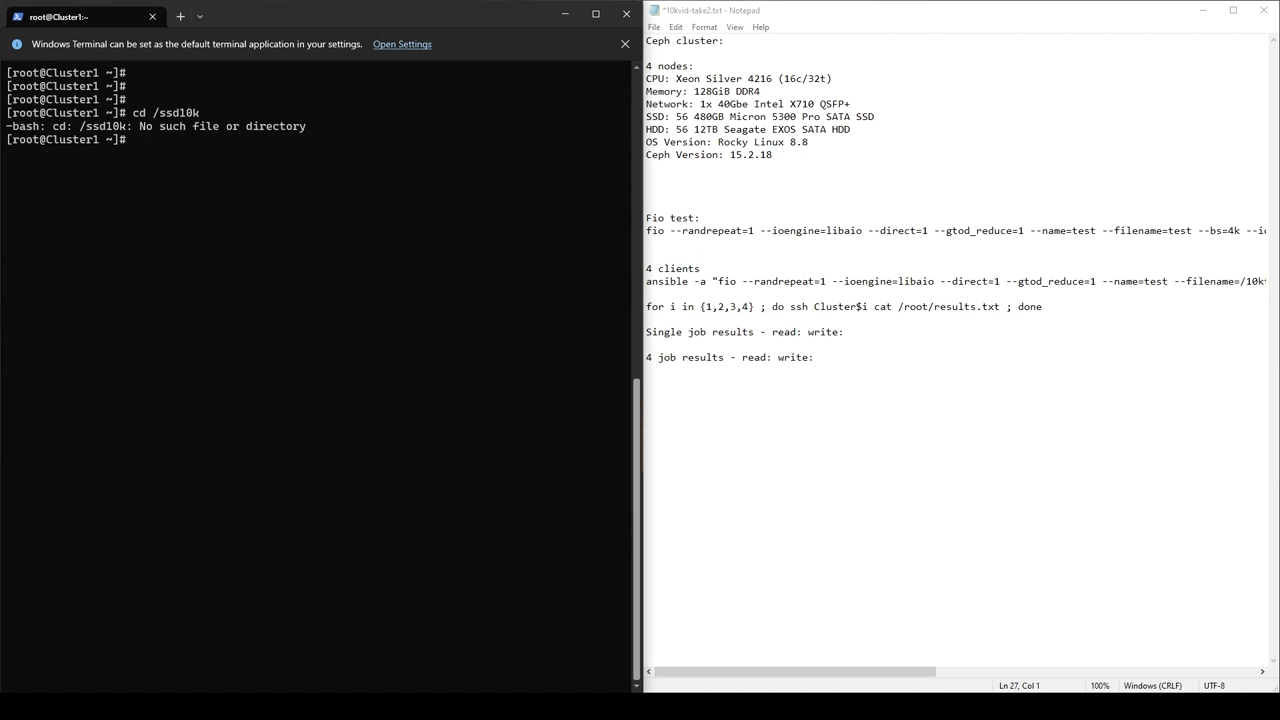 root@Cluster1:~
Windows Terminal can be set as the default terminal application in your settings. Open Settings
[root@Cluster1 ~]#
[root@Cluster1 ~]#
[root@Cluster1 ~]#
[root@Cluster1 ~]# cd /ssd10k
-bash: cd: /ssd10k: No such file or directory
[root@Cluster1 ~]#
*10kvid-take2.txt - Notepad
File Edit Format View Help
Ceph cluster:
4 nodes:
CPU: Xeon Silver 4216 (16c/32t)
Memory: 128GiB DDR4
Network: 1x 40Gbe Intel X710 QSFP+
SSD: 56 480GB Micron 5300 Pro SATA SSD
HDD: 56 12TB Seagate EXOS SATA HDD
OS Version: Rocky Linux 8.8
Ceph Version: 15.2.18
Fio test:
fio --randrepeat=1 --ioengine=libaio --direct=1 --gtod_reduce=1 --name=test --filename=test --bs=4k --io
4 clients
ansible -a "fio --randrepeat=1 --ioengine=libaio --direct=1 --gtod_reduce=1 --name=test --filename=/10k
for i in {1,2,3,4} ; do ssh Cluster$i cat /root/results.txt ; done
Single job results - read: write:
4 job results - read: write:
Ln 27, Col 1 100% Windows (CRLF) UTF-8